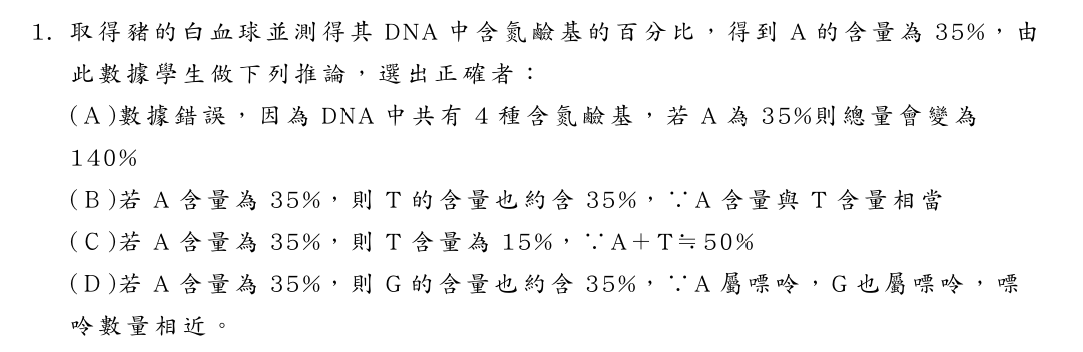 1. 取得豬的白血球並測得其 DNA 中含氮鹼基的百分比，得到 A 的含量為 35%，由
此數據學生做下列推論，選出正確者：
(A)數據錯誤，因為 DNA 中共有 4 種含氮鹼基，若 A 為 35%則總量會變為
140%
(B)若 A 含量為 35%，則 T 的含量也約含 35%，∵A 含量與 T 含量相當
(C)若 A 含量為 35%，則 T 含量為 15%，∵A＋T≒50%
(D)若 A 含量為 35%，則 G 的含量也約含 35%，∵A 屬嘌呤，G 也屬嘌呤，嘌
呤數量相近。